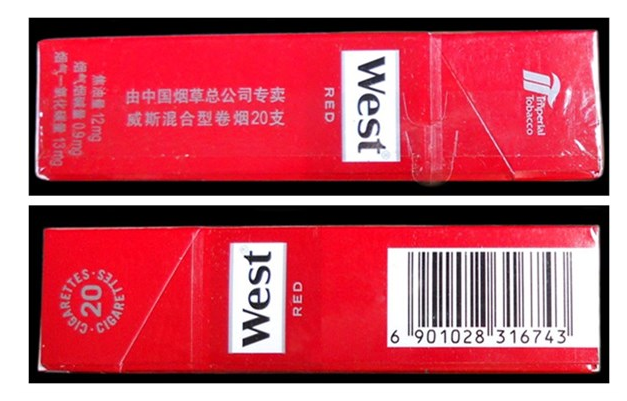 焦油量 12mg
烟气烟碱量 0.9mg
烟气一氧化碳量 13mg
由中国烟草总公司专卖
威斯混合型卷烟20支
West®
RED
Imperial
Tobacco
CIGARETTES · CIGARETTES ·
20
West®
RED
6 901028 316743